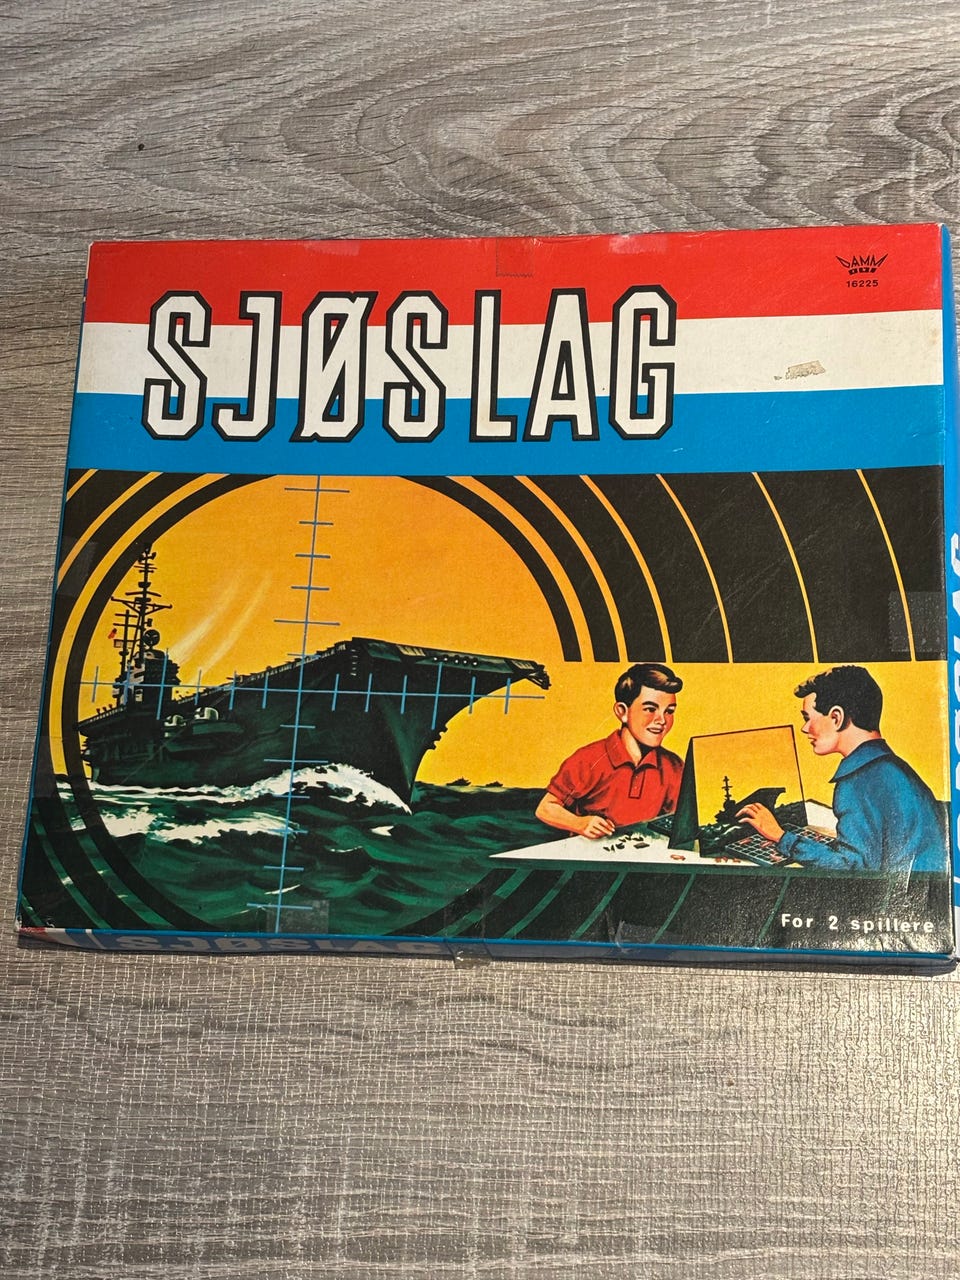 DAMM
16225
SJØSLAG
For 2 spillere
SJØSLAG